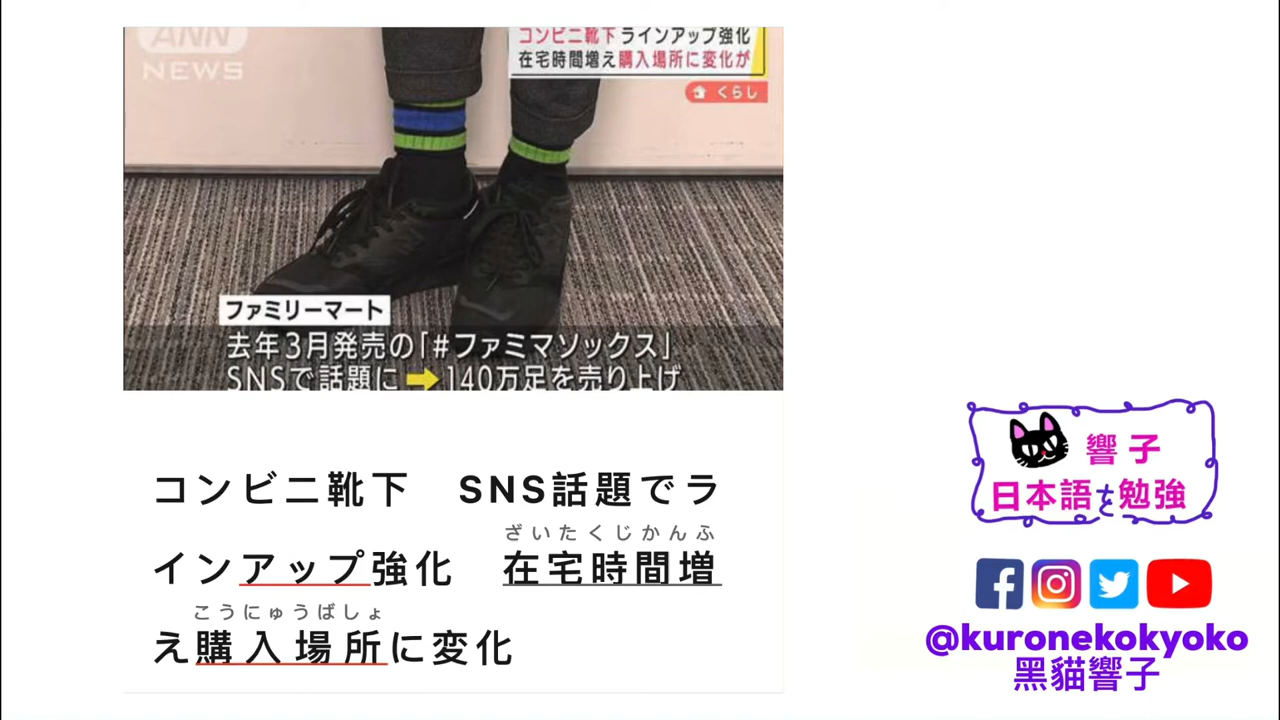 ANN
NEWS
コンビニ靴下 ラインアップ強化
在宅時間増え購入場所に変化が
くらし
ファミリーマート
去年3月発売の「#ファミマソックス」
SNSで話題に➡140万足を売り上げ
コンビニ靴下 SNS話題でラ
ざいたくじかんふ
インアップ強化 在宅時間増
こうにゅうばしょ
え購入場所に変化
響子
日本語を勉強
@kuronekokyoko
黑貓響子